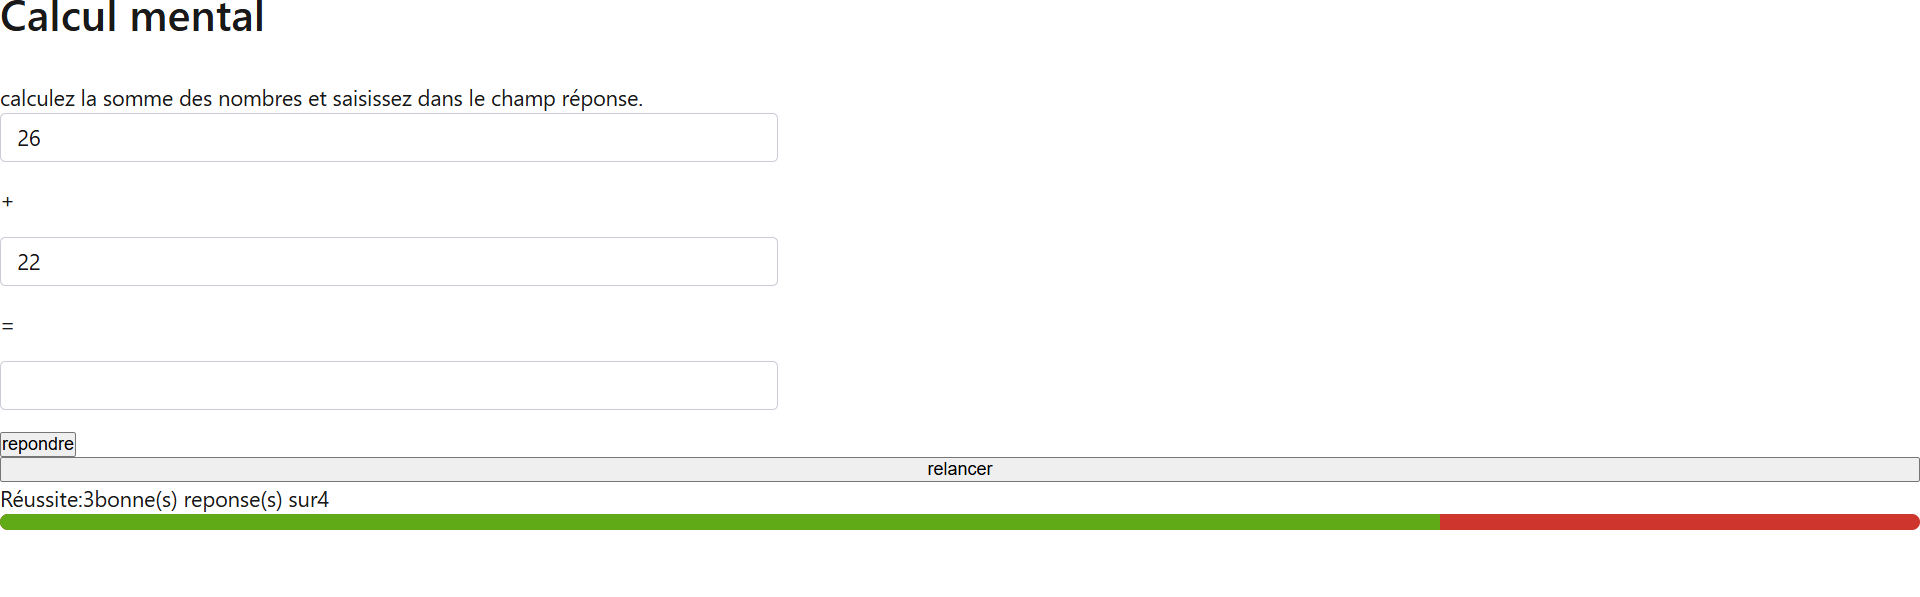 Calcul mental
calculez la somme des nombres et saisissez dans le champ réponse.
26
+
22
=
repondre
relancer
Réussite:3bonne(s) reponse(s) sur4